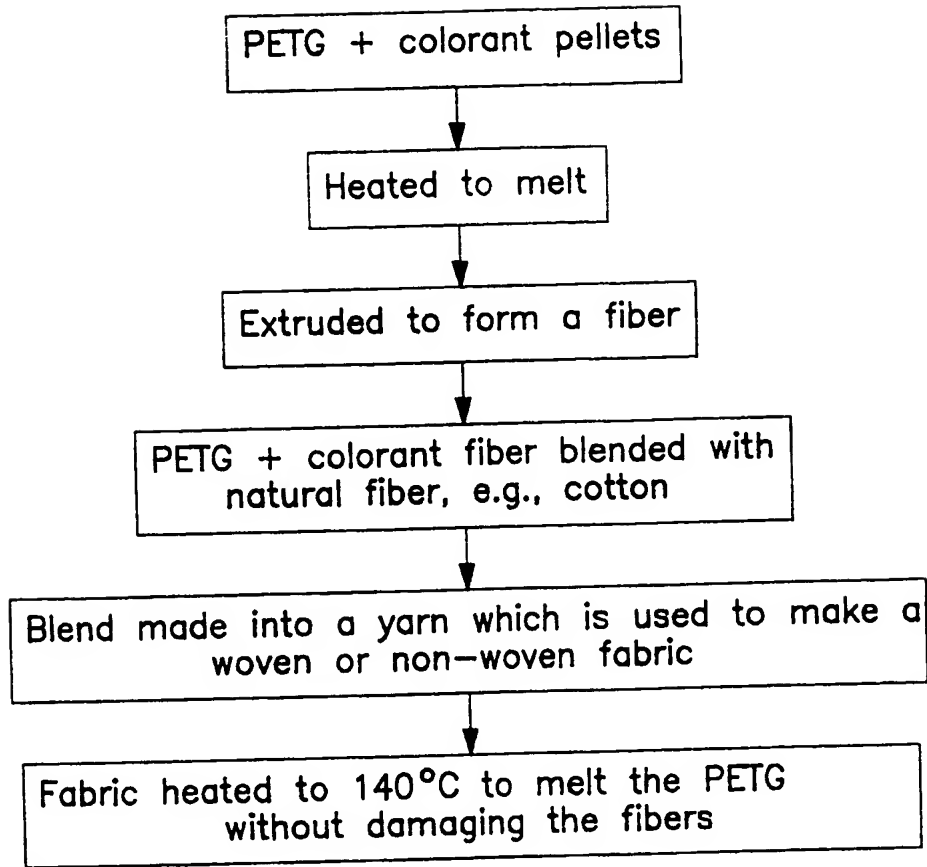 PETG + colorant pellets
Heated to melt
Extruded to form a fiber
PETG + colorant fiber blended with
natural fiber, e.g., cotton
Blend made into a yarn which is used to make a
woven or non-woven fabric
Fabric heated to 140°C to melt the PETG
without damaging the fibers